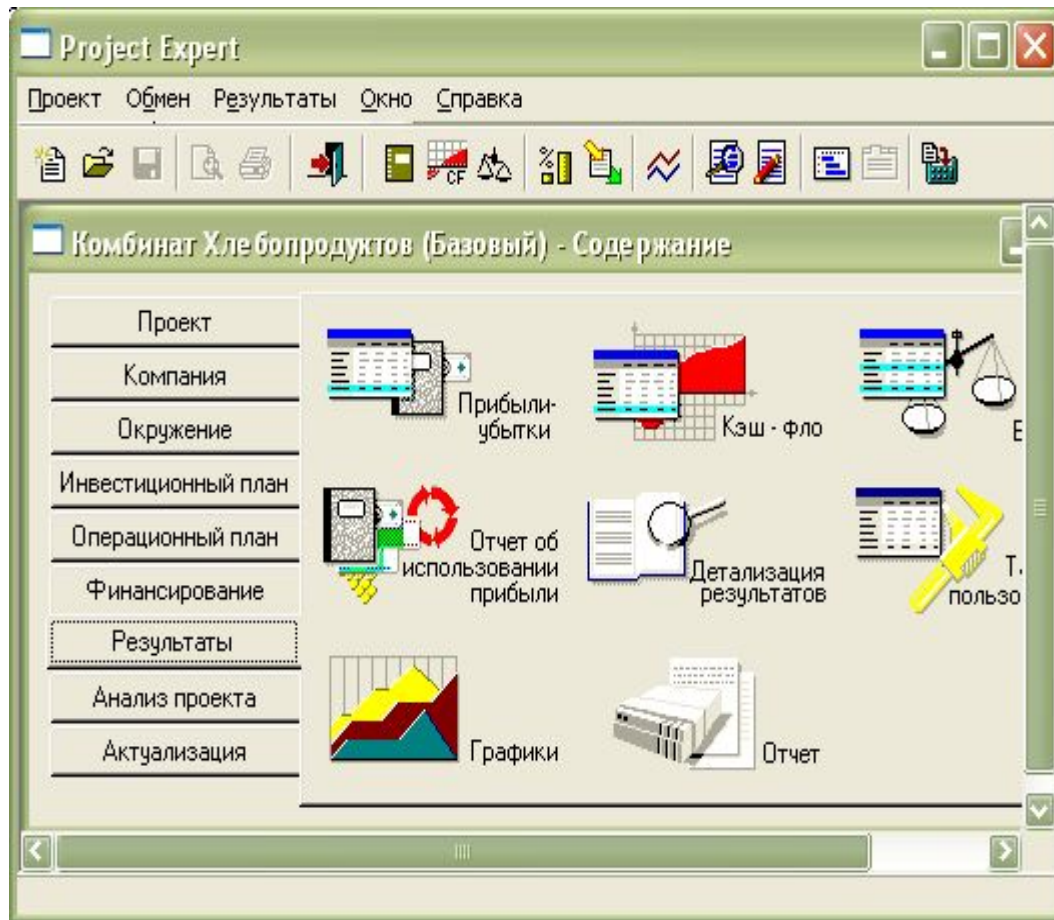 Project Expert
Проект Обмен Результаты Окно Справка
CF
Комбинат Хлебопродуктов (Базовый) - Содержание
Проект
Компания
Окружение
Инвестиционный план
Операционный план
Финансирование
Результаты
Анализ проекта
Актуализация
Прибыли-
убытки
Кэш - фло
Отчет об
использовании
прибыли
Детализация
результатов
Графики
Отчет